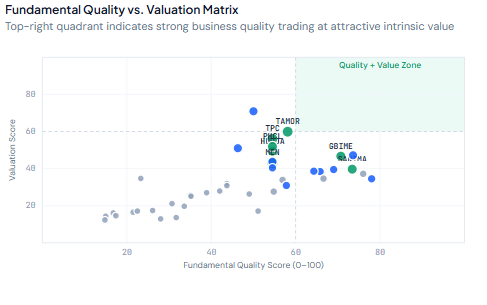 Fundamental Quality vs. Valuation Matrix
Top-right quadrant indicates strong business quality trading at attractive intrinsic value
Quality + Value Zone
TAMOR
TPC
MEN
GBIME
80
60
40
20
Valuation Score
20
40
60
80
Fundamental Quality Score (0–100)